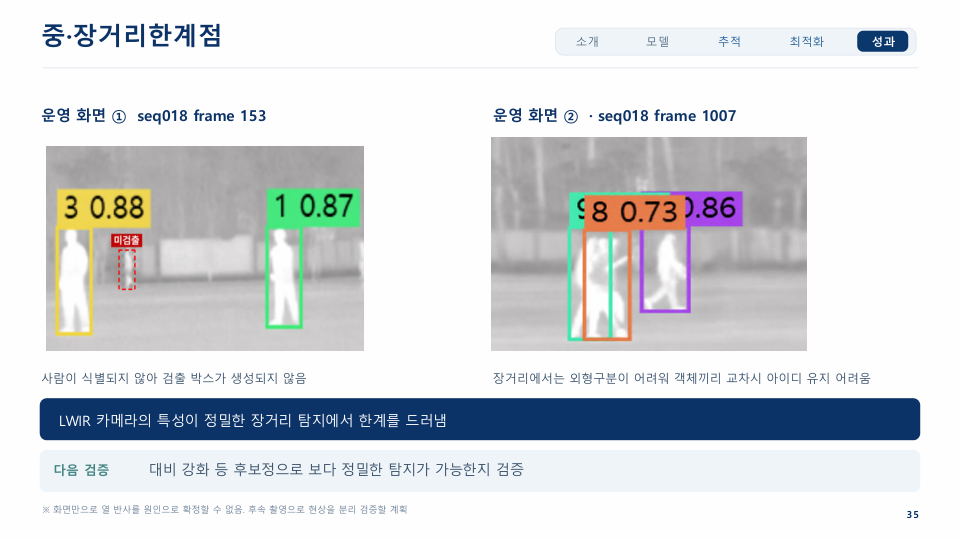 중·장거리한계점
소개 모델 추적 최적화 성과
운영 화면 ① seq018 frame 153
운영 화면 ② · seq018 frame 1007
3 0.88
미검출
1 0.87
9
8 0.73
0.86
사람이 식별되지 않아 검출 박스가 생성되지 않음
장거리에서는 외형구분이 어려워 객체끼리 교차시 아이디 유지 어려움
LWIR 카메라의 특성이 정밀한 장거리 탐지에서 한계를 드러냄
다음 검증 대비 강화 등 후보정으로 보다 정밀한 탐지가 가능한지 검증
※ 화면만으로 열 반사를 원인으로 확정할 수 없음. 후속 촬영으로 현상을 분리 검증할 계획
35